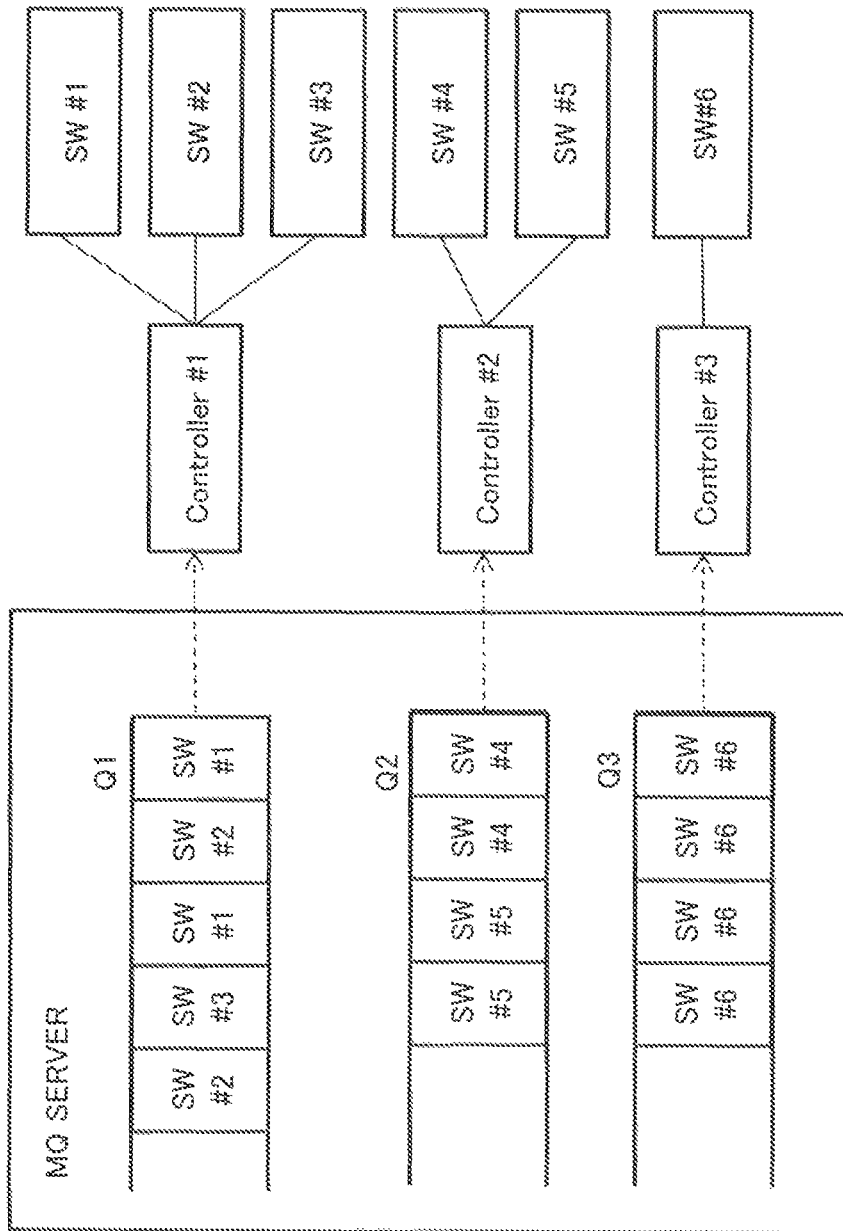 MQ SERVER
Q1
SW
#2
SW
#3
SW
#1
SW
#2
SW
#1
Controller #1
SW #1
SW #2
SW #3
Q2
SW
#5
SW
#5
SW
#4
SW
#4
Controller #2
SW #4
SW #5
Q3
SW
#6
SW
#6
SW
#6
SW
#6
Controller #3
SW#6